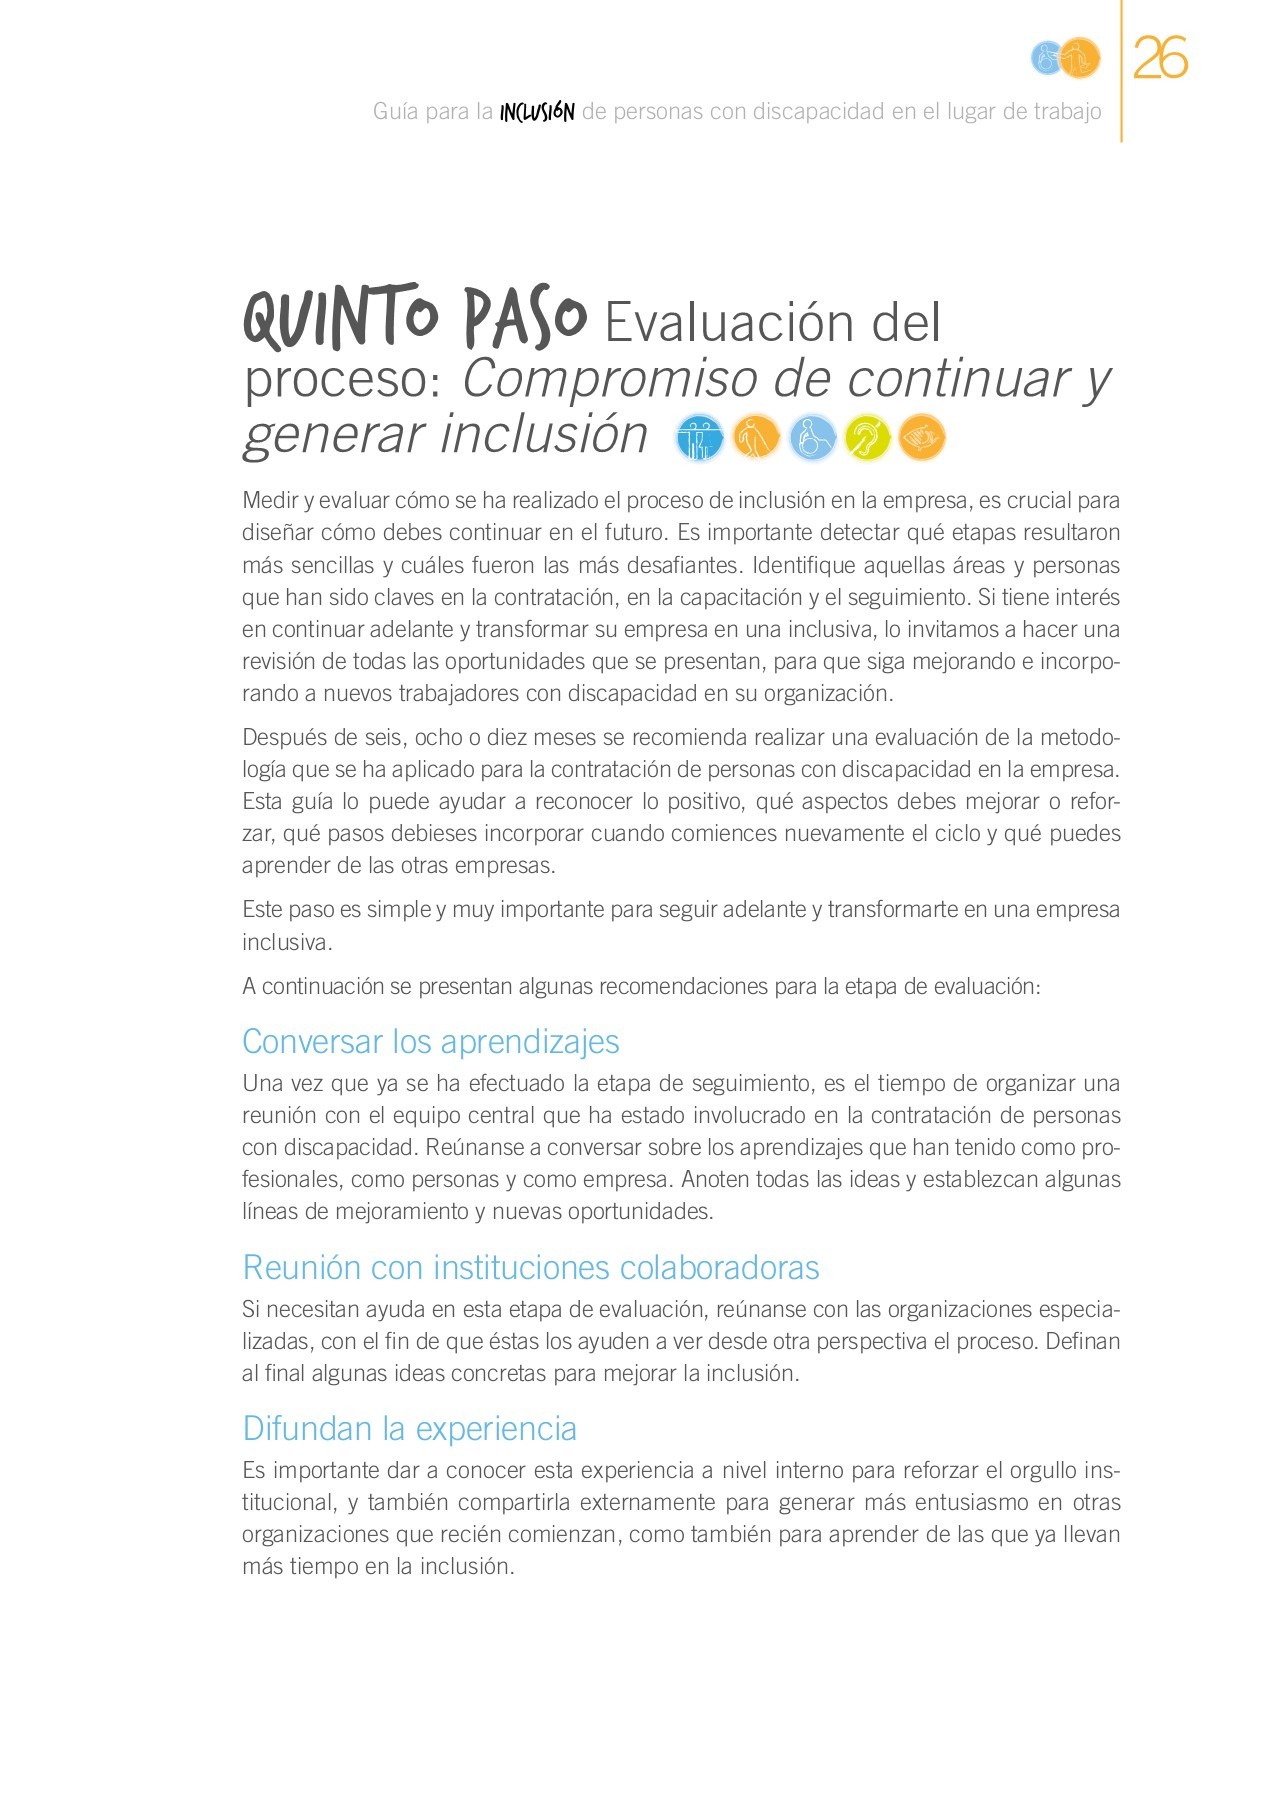 26
Guía para la INCLUSIÓN de personas con discapacidad en el lugar de trabajo
QUINTO PASO Evaluación del
proceso: Compromiso de continuar y
generar inclusión
Medir y evaluar cómo se ha realizado el proceso de inclusión en la empresa, es crucial para
diseñar cómo debes continuar en el futuro. Es importante detectar qué etapas resultaron
más sencillas y cuáles fueron las más desafiantes. Identifique aquellas áreas y personas
que han sido claves en la contratación, en la capacitación y el seguimiento. Si tiene interés
en continuar adelante y transformar su empresa en una inclusiva, lo invitamos a hacer una
revisión de todas las oportunidades que se presentan, para que siga mejorando e incorpo-
rando a nuevos trabajadores con discapacidad en su organización.
Después de seis, ocho o diez meses se recomienda realizar una evaluación de la metodo-
logía que se ha aplicado para la contratación de personas con discapacidad en la empresa.
Esta guía lo puede ayudar a reconocer lo positivo, qué aspectos debes mejorar o refor-
zar, qué pasos debieses incorporar cuando comiences nuevamente el ciclo y qué puedes
aprender de las otras empresas.
Este paso es simple y muy importante para seguir adelante y transformarte en una empresa
inclusiva.
A continuación se presentan algunas recomendaciones para la etapa de evaluación:
Conversar los aprendizajes
Una vez que ya se ha efectuado la etapa de seguimiento, es el tiempo de organizar una
reunión con el equipo central que ha estado involucrado en la contratación de personas
con discapacidad. Reúnanse a conversar sobre los aprendizajes que han tenido como pro-
fesionales, como personas y como empresa. Anoten todas las ideas y establezcan algunas
líneas de mejoramiento y nuevas oportunidades.
Reunión con instituciones colaboradoras
Si necesitan ayuda en esta etapa de evaluación, reúnanse con las organizaciones especia-
lizadas, con el fin de que éstas los ayuden a ver desde otra perspectiva el proceso. Definan
al final algunas ideas concretas para mejorar la inclusión.
Difundan la experiencia
Es importante dar a conocer esta experiencia a nivel interno para reforzar el orgullo ins-
titucional, y también compartirla externamente para generar más entusiasmo en otras
organizaciones que recién comienzan, como también para aprender de las que ya llevan
más tiempo en la inclusión.